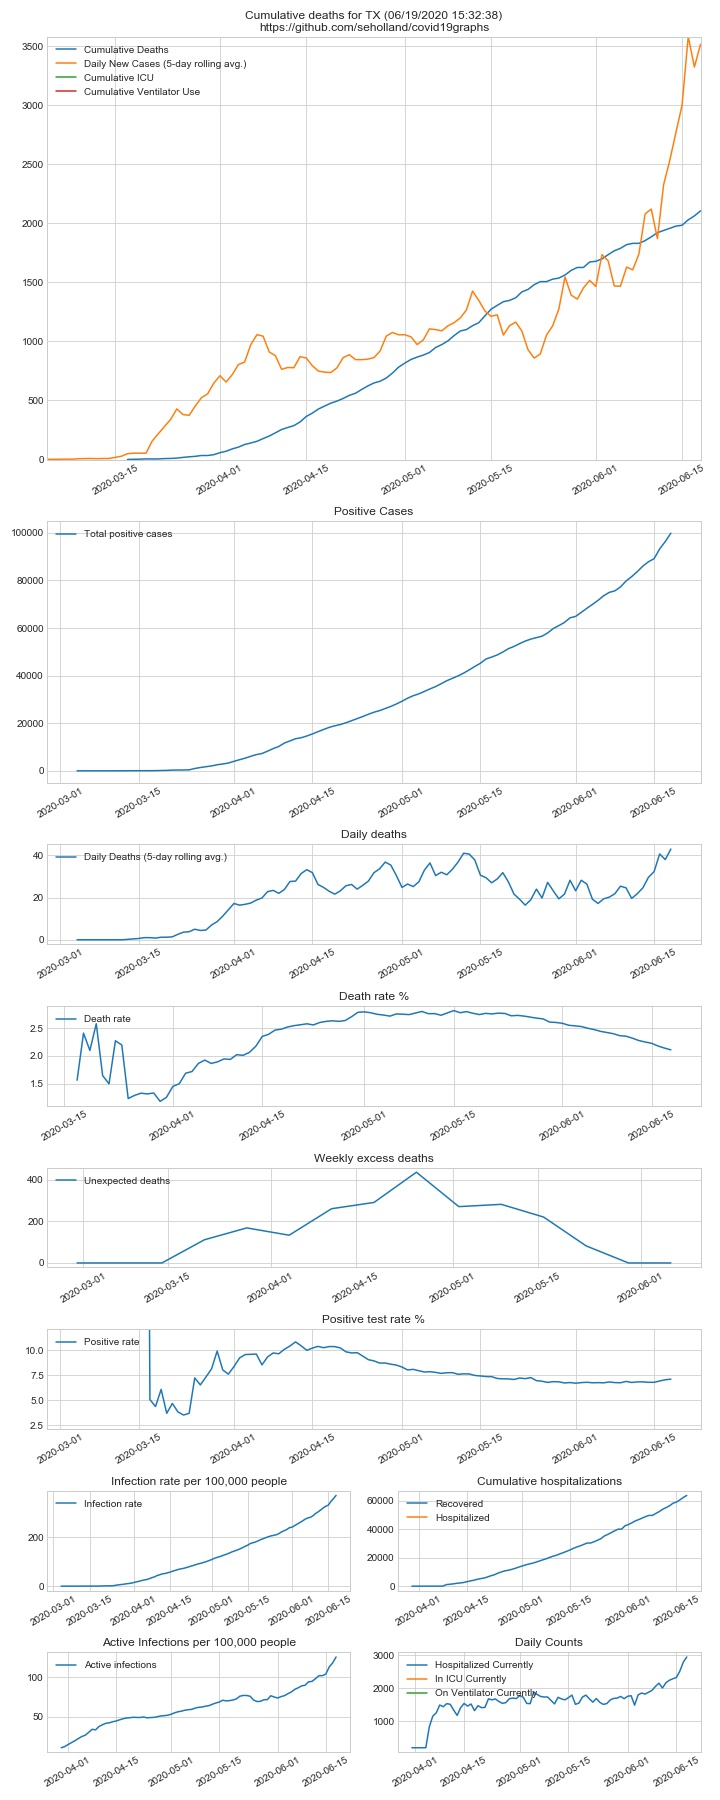 Cumulative deaths for TX (06/19/2020 15:32:38)
https://github.com/seholland/covid19graphs
Cumulative Deaths
Daily New Cases (5-day rolling avg.)
Cumulative ICU
Cumulative Ventilator Use
3500
3000
2500
2000
1500
1000
500
0
2020-03-15 2020-04-01 2020-04-15 2020-05-01 2020-05-15 2020-06-01 2020-06-15
Positive Cases
Total positive cases
100000
80000
60000
40000
20000
0
2020-03-01 2020-03-15 2020-04-01 2020-04-15 2020-05-01 2020-05-15 2020-06-01 2020-06-15
Daily deaths
Daily Deaths (5-day rolling avg.)
40
20
0
2020-03-01 2020-03-15 2020-04-01 2020-04-15 2020-05-01 2020-05-15 2020-06-01 2020-06-15
Death rate %
Death rate
2.5
2.0
1.5
2020-03-15 2020-04-01 2020-04-15 2020-05-01 2020-05-15 2020-06-01 2020-06-15
Weekly excess deaths
Unexpected deaths
400
200
0
2020-03-01 2020-03-15 2020-04-01 2020-04-15 2020-05-01 2020-05-15 2020-06-01
Positive test rate %
Positive rate
10.0
7.5
5.0
2.5
2020-03-01 2020-03-15 2020-04-01 2020-04-15 2020-05-01 2020-05-15 2020-06-01 2020-06-15
Infection rate per 100,000 people
Infection rate
200
0
2020-03-01 2020-03-15 2020-04-01 2020-04-15 2020-05-01 2020-05-15 2020-06-01 2020-06-15
Cumulative hospitalizations
Recovered
Hospitalized
60000
40000
20000
0
2020-04-01 2020-04-15 2020-05-01 2020-05-15 2020-06-01 2020-06-15
Active Infections per 100,000 people
Active infections
100
50
2020-04-01 2020-04-15 2020-05-01 2020-05-15 2020-06-01 2020-06-15
Daily Counts
Hospitalized Currently
In ICU Currently
On Ventilator Currently
3000
2000
1000
2020-04-01 2020-04-15 2020-05-01 2020-05-15 2020-06-01 2020-06-15